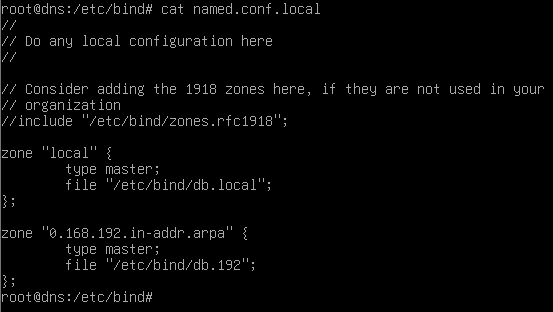 root@dns:/etc/bind# cat named.conf.local
//
// Do any local configuration here
//
// Consider adding the 1918 zones here, if they are not used in your
// organization
//include "/etc/bind/zones.rfc1918";
zone "local" {
        type master;
        file "/etc/bind/db.local";
};
zone "0.168.192.in-addr.arpa" {
        type master;
        file "/etc/bind/db.192";
};
root@dns:/etc/bind#